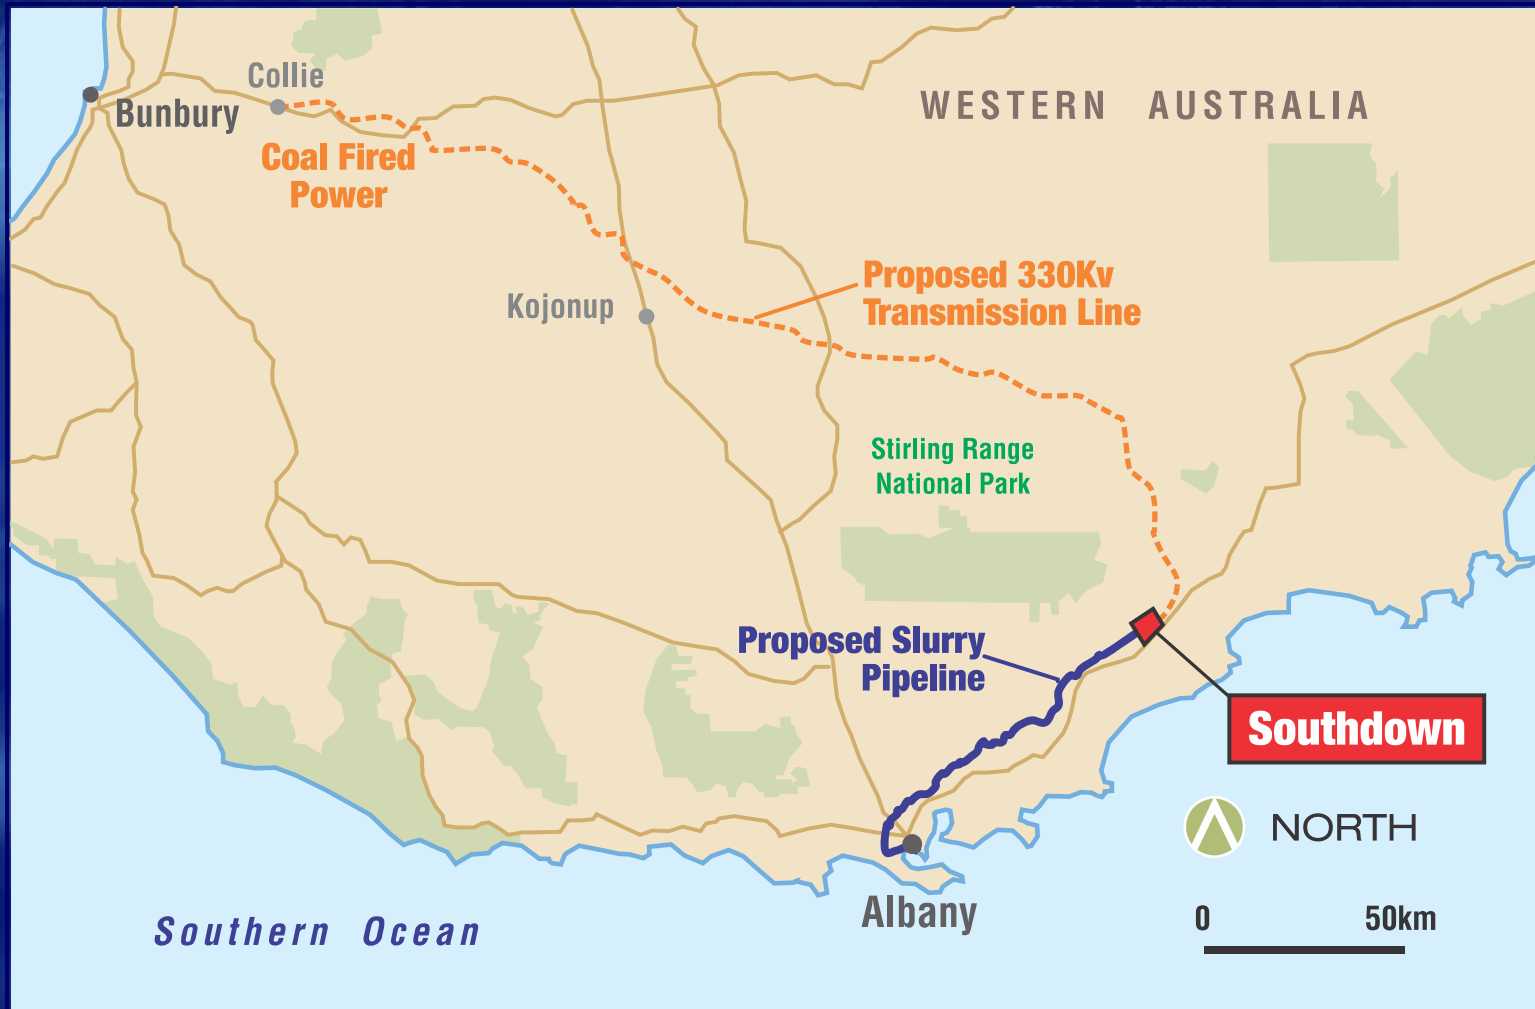 Collie
Bunbury
WESTERN AUSTRALIA
Coal Fired
Power
Proposed 330Kv
Transmission Line
Kojonup
Stirling Range
National Park
Proposed Slurry
Pipeline
Southdown
NORTH
Albany
0 50km
Southern Ocean